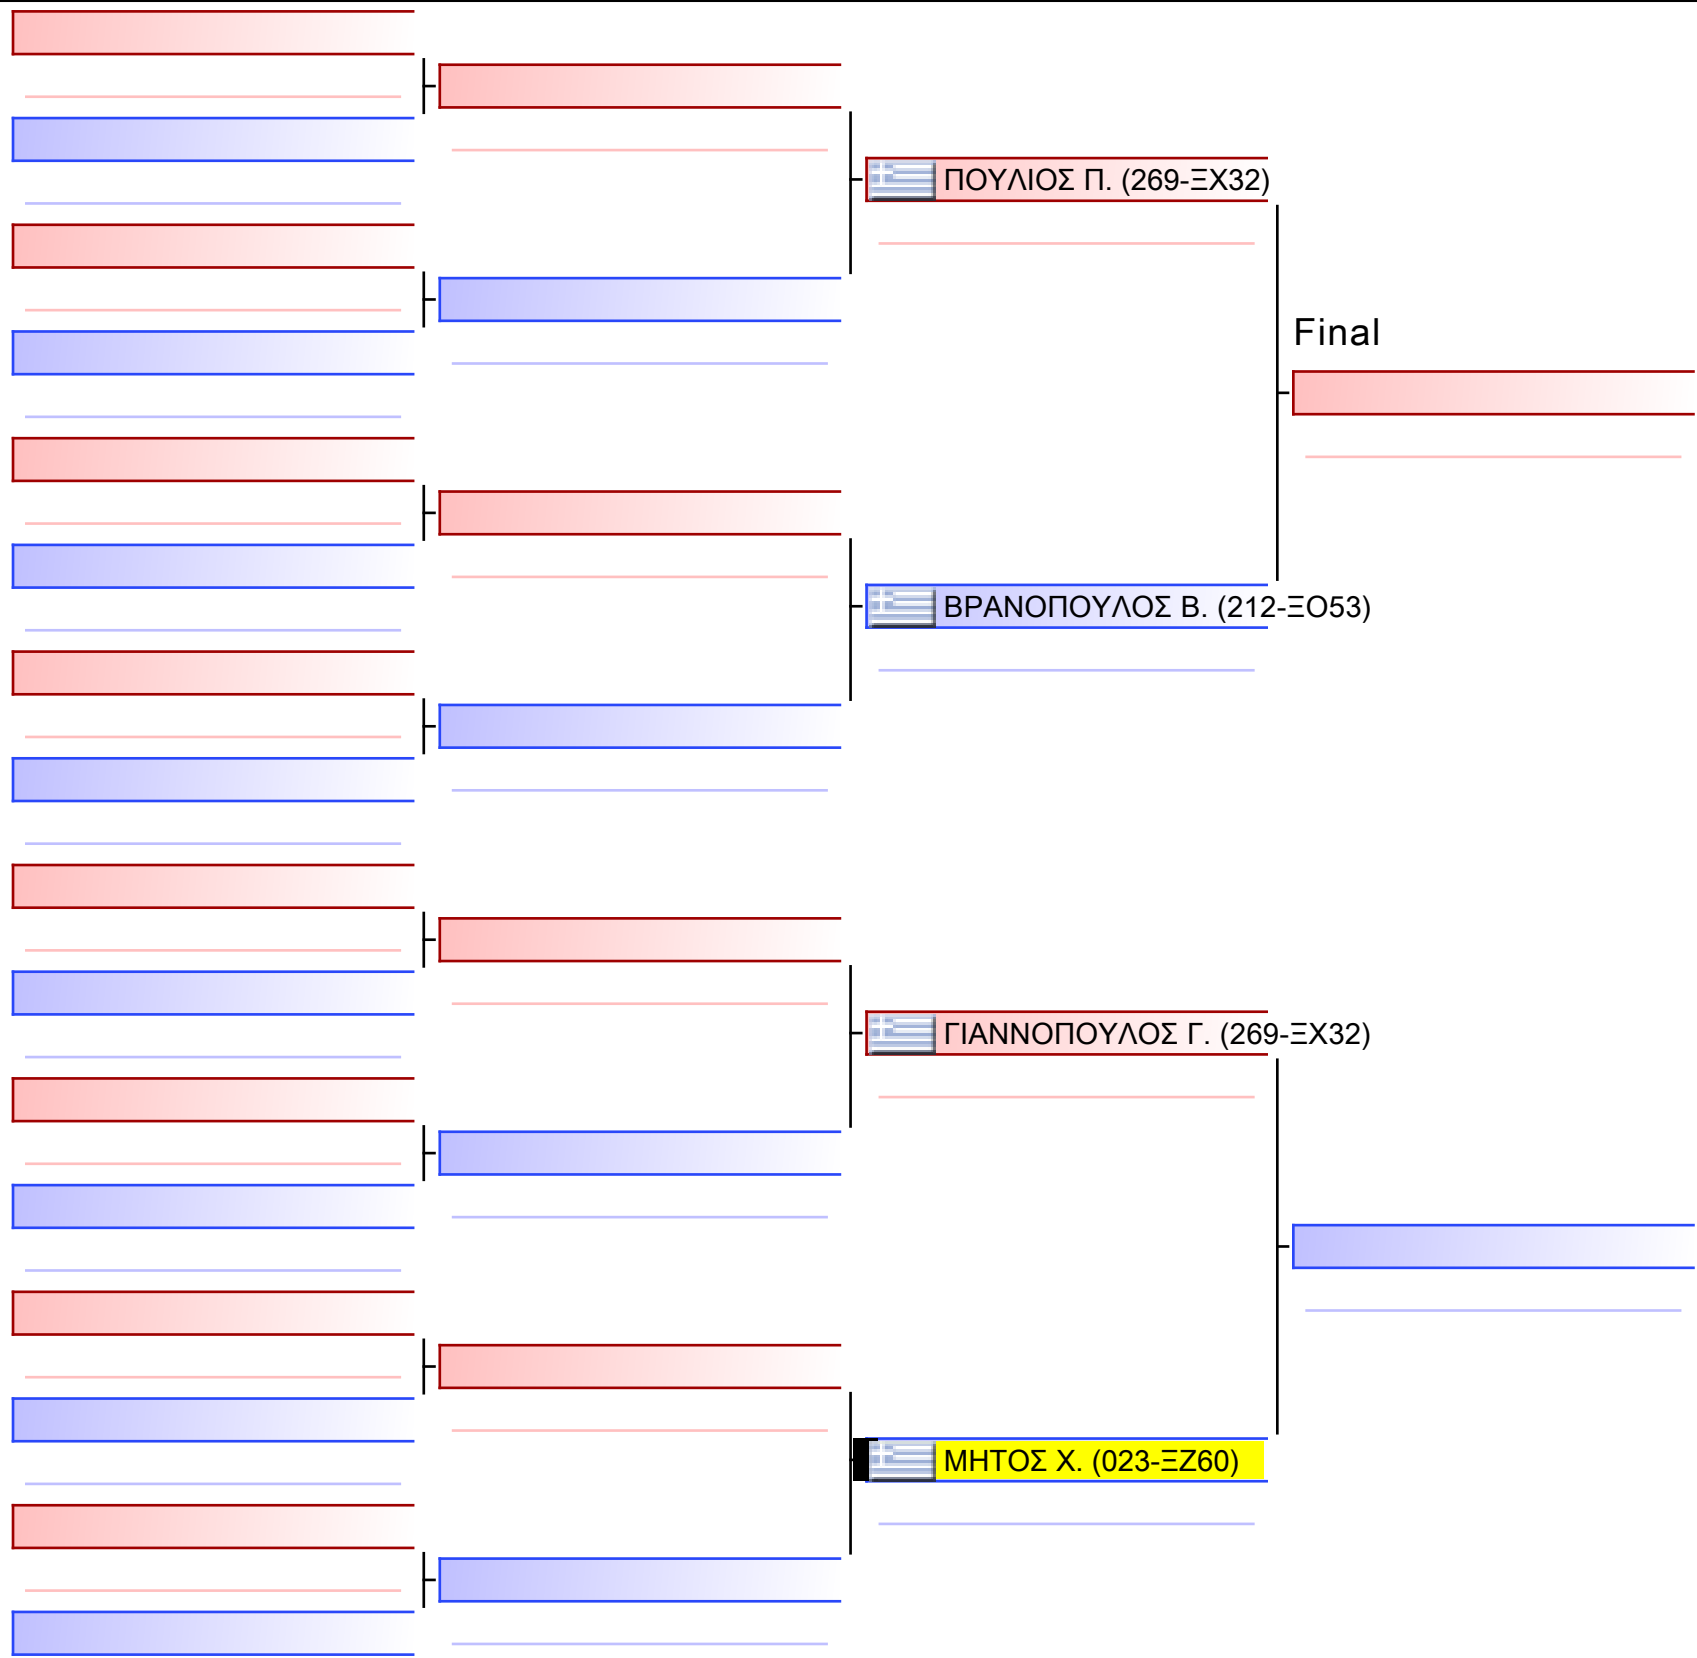 ΠΟΥΛΙΟΣ Π. (269-ΞΧ32)
Final
ΒΡΑΝΟΠΟΥΛΟΣ Β. (212-ΞΟ53)
ΓΙΑΝΝΟΠΟΥΛΟΣ Γ. (269-ΞΧ32)
ΜΗΤΟΣ Χ. (023-ΞΖ60)